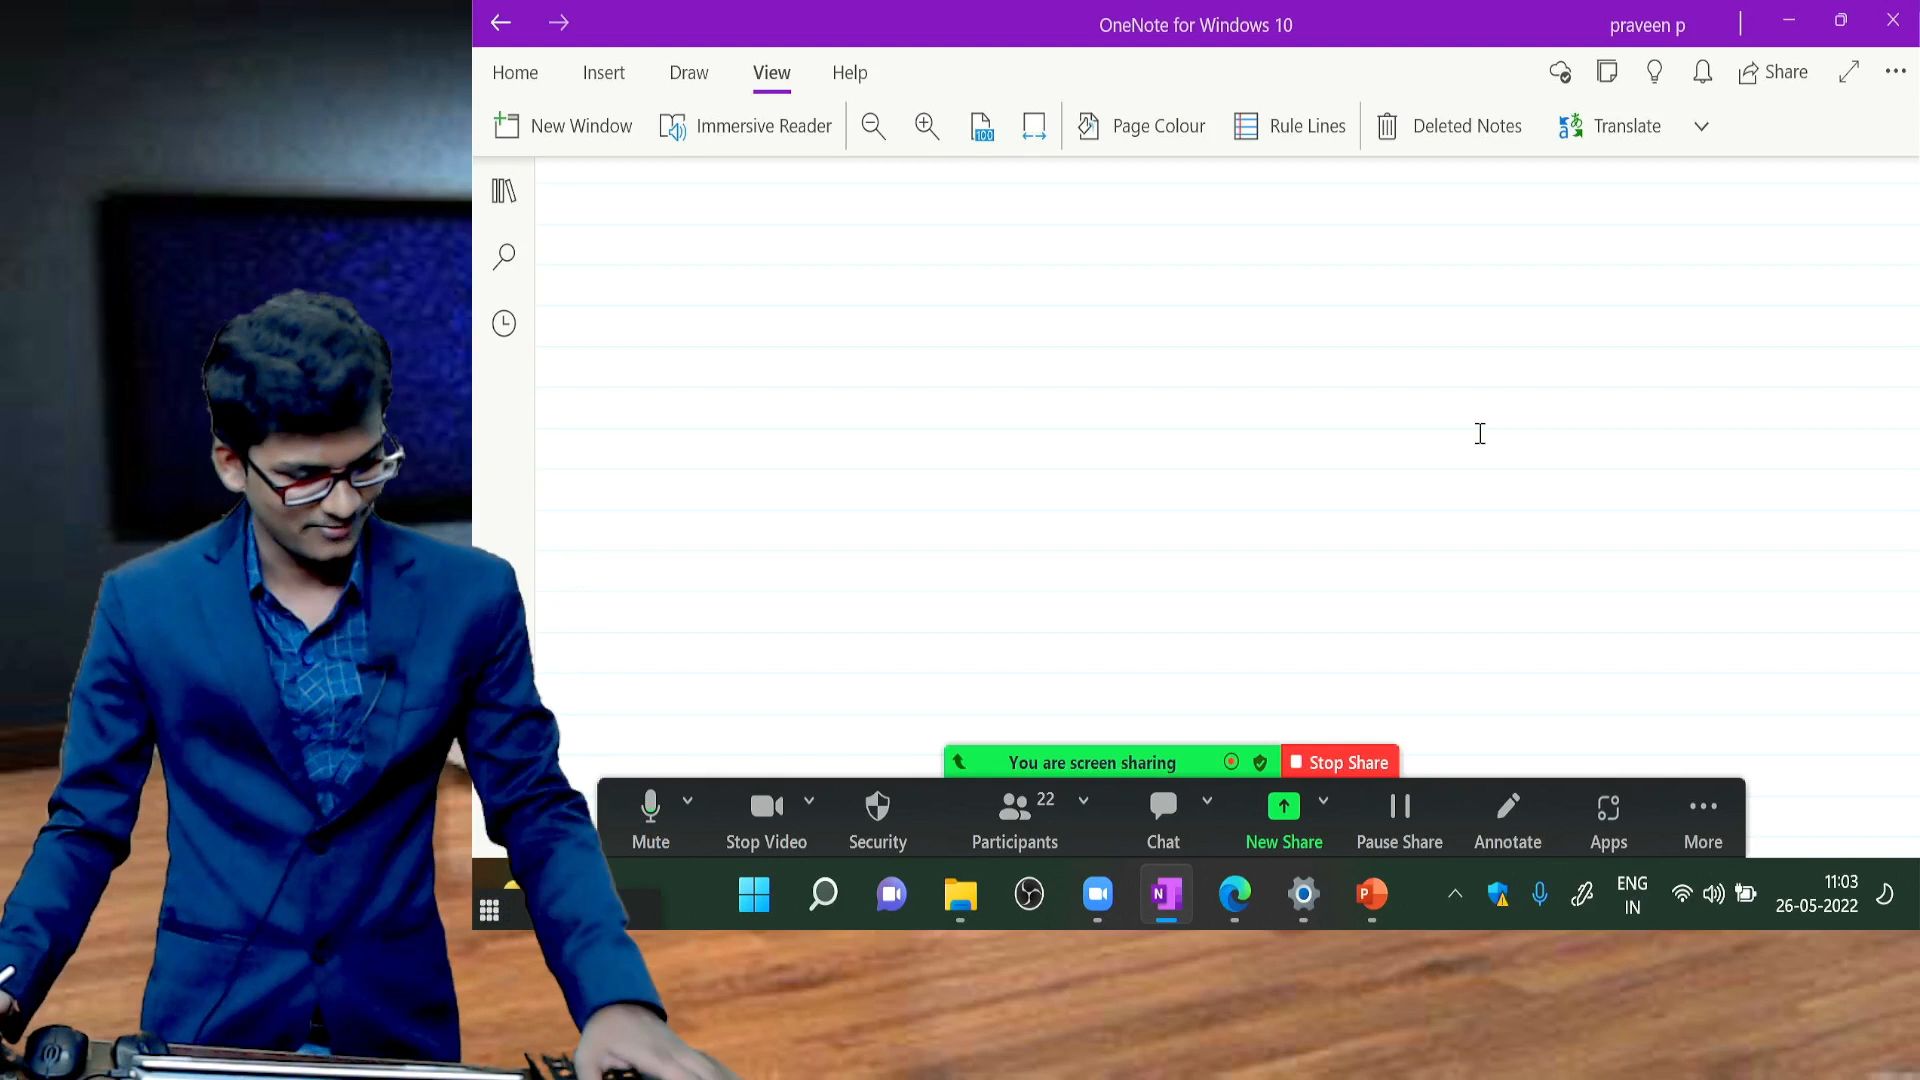 OneNote for Windows 10
praveen p
Home Insert Draw View Help
Share
New Window Immersive Reader
100
Page Colour Rule Lines Deleted Notes Translate
You are screen sharing
Stop Share
22
Mute Stop Video Security Participants Chat New Share Pause Share Annotate Apps More
ENG
IN
11:03
26-05-2022